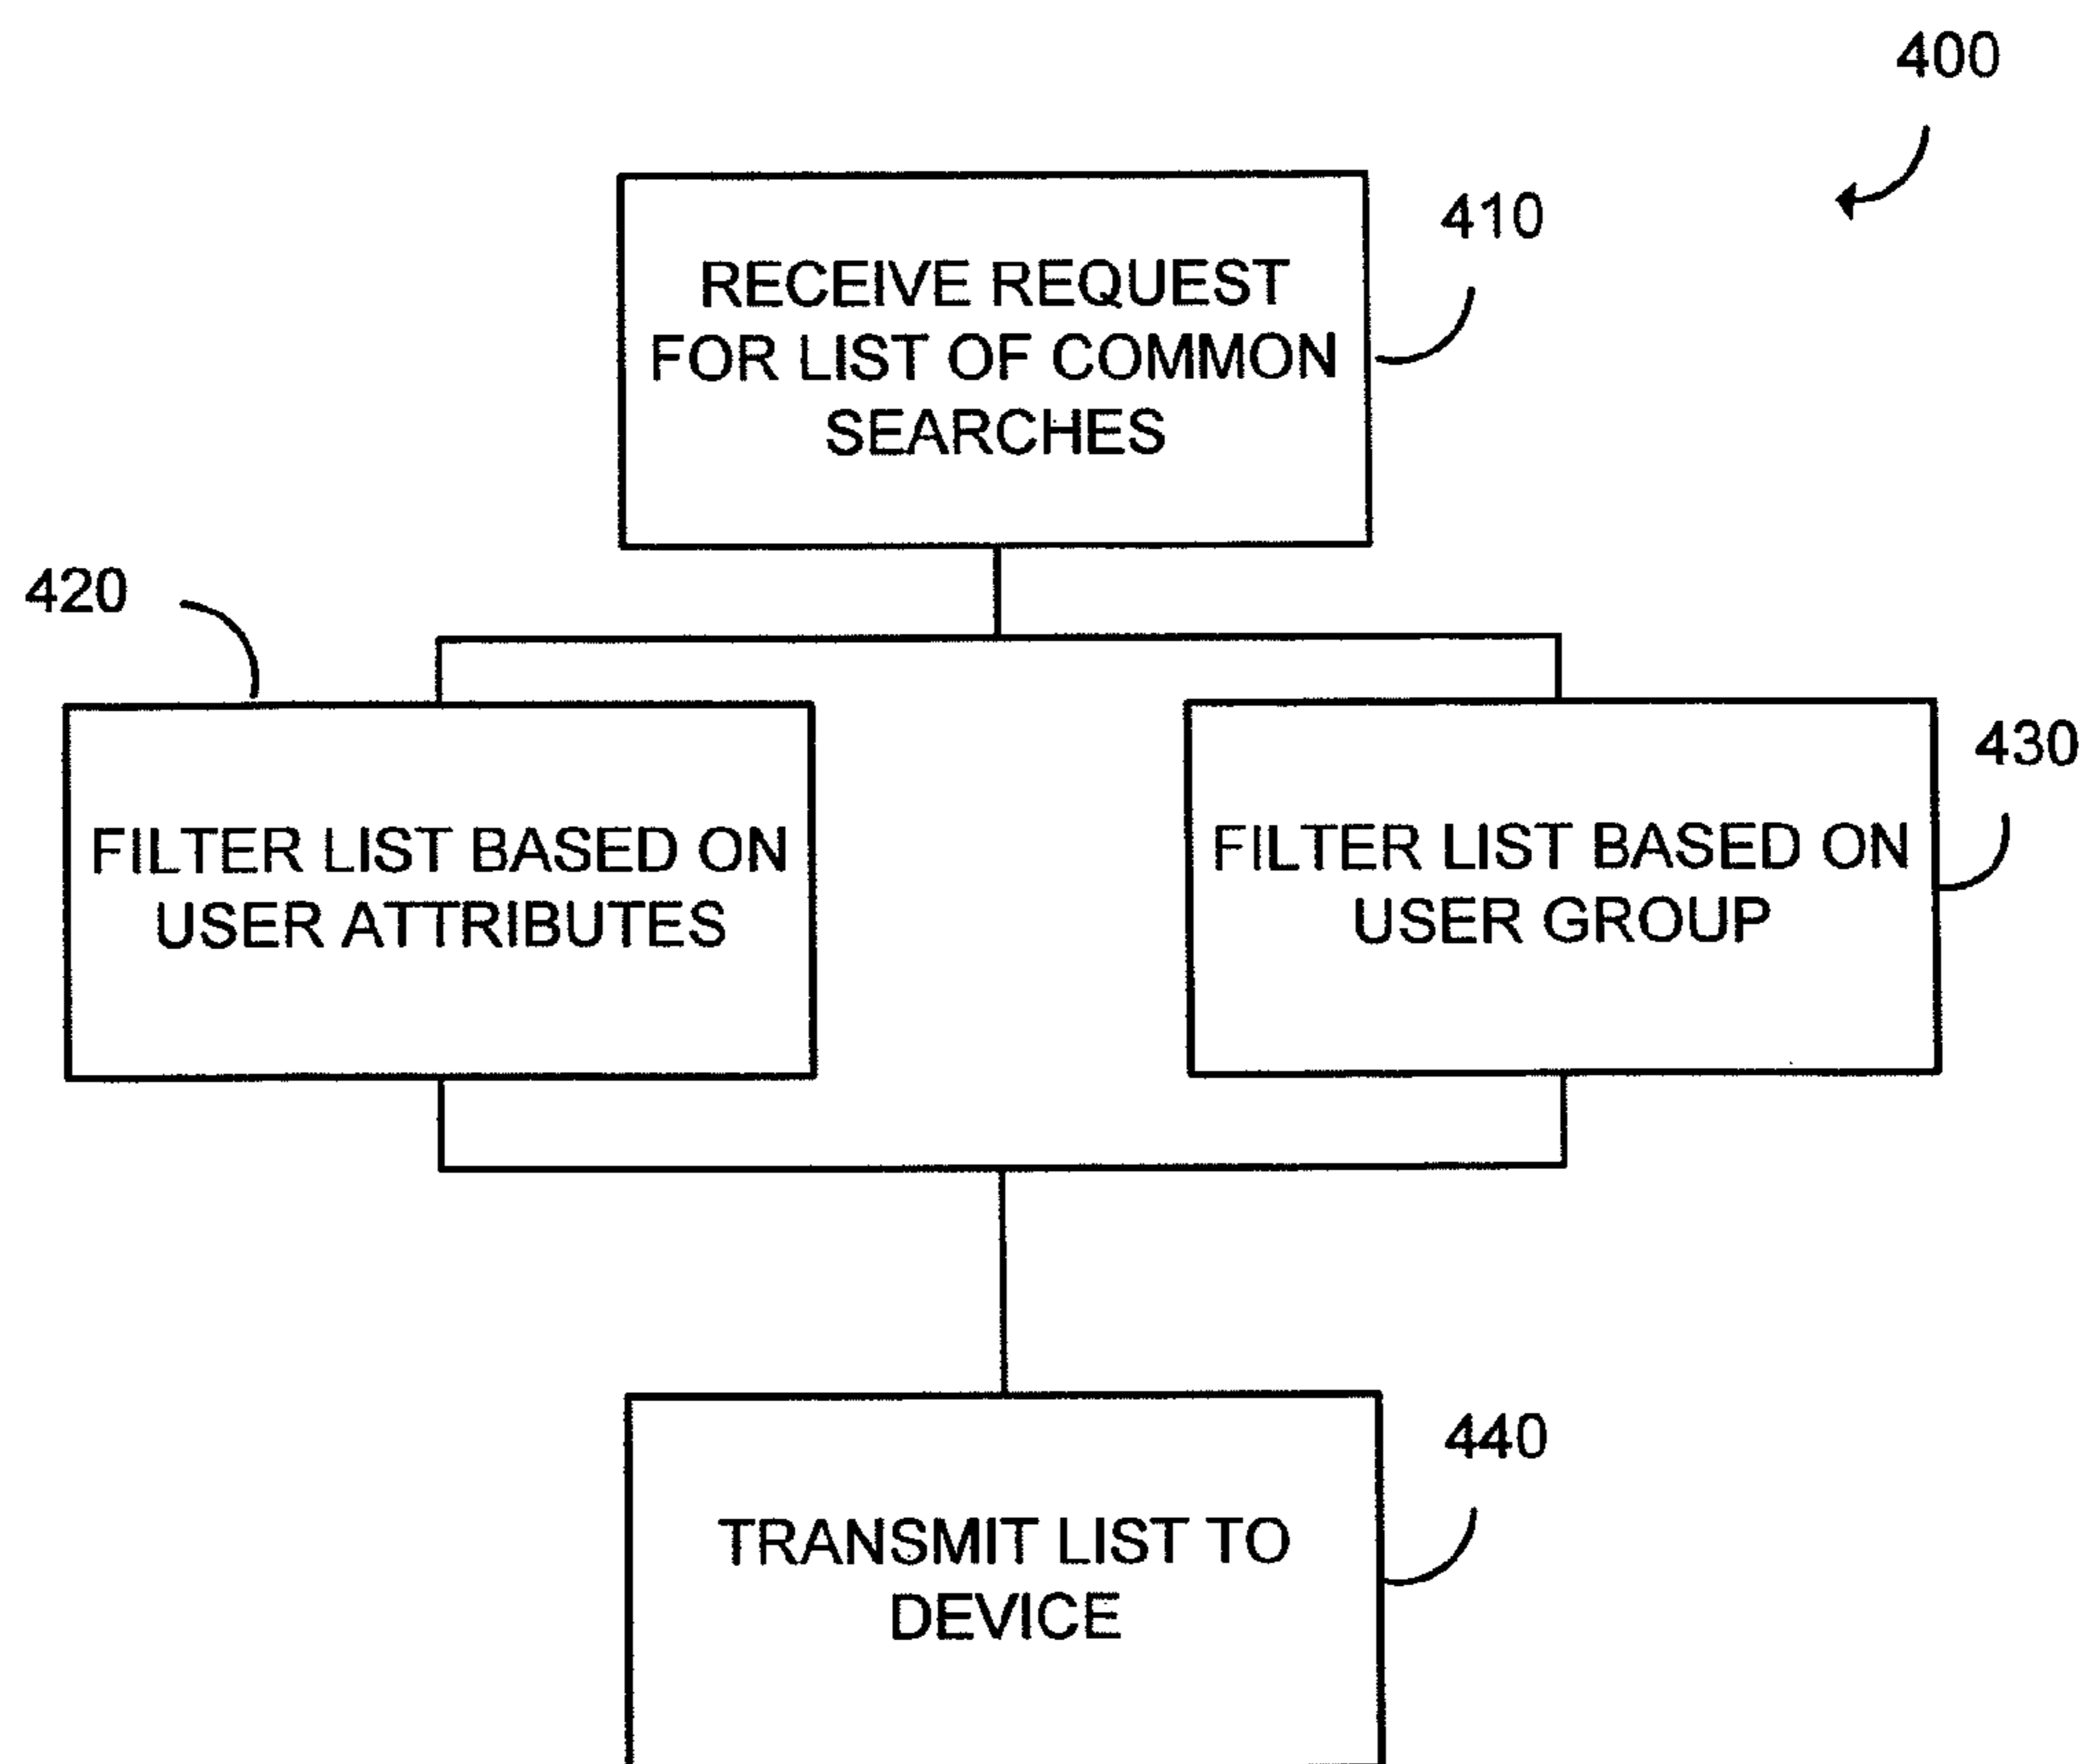 400
410
RECEIVE REQUEST
FOR LIST OF COMMON
SEARCHES
420
430
FILTER LIST BASED ON
USER ATTRIBUTES
FILTER LIST BASED ON
USER GROUP
440
TRANSMIT LIST TO
DEVICE